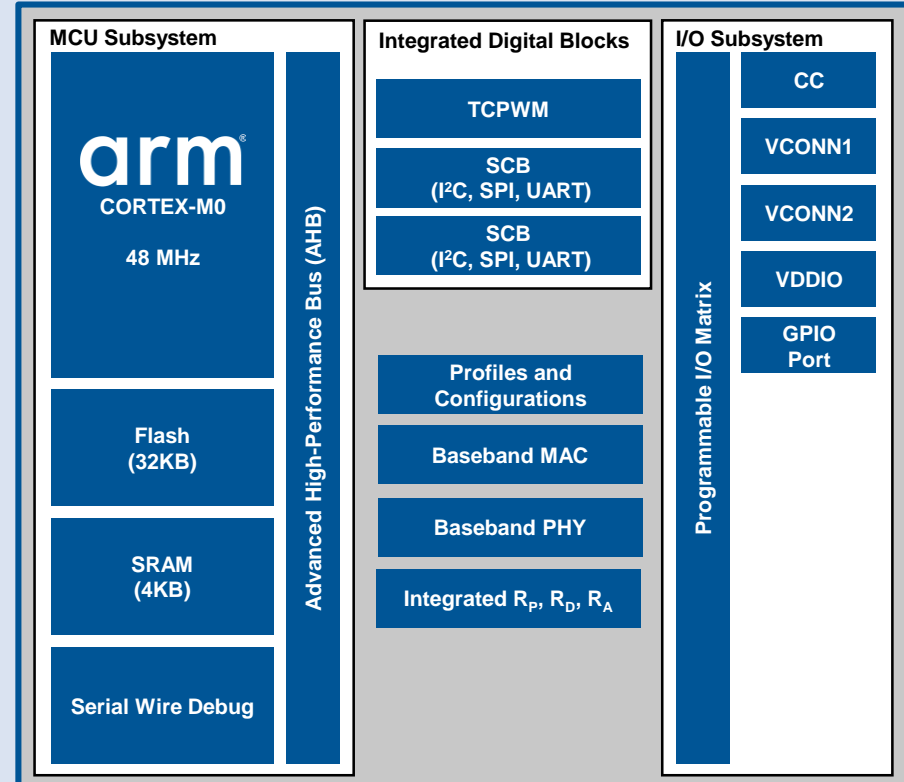 MCU Subsystem
arm®
CORTEX-M0
48 MHz
Flash
(32KB)
SRAM
(4KB)
Serial Wire Debug
Advanced High-Performance Bus (AHB)
Integrated Digital Blocks
TCPWM
SCB
(I²C, SPI, UART)
SCB
(I²C, SPI, UART)
Profiles and
Configurations
Baseband MAC
Baseband PHY
Integrated RP, RD, RA
I/O Subsystem
Programmable I/O Matrix
CC
VCONN1
VCONN2
VDDIO
GPIO
Port